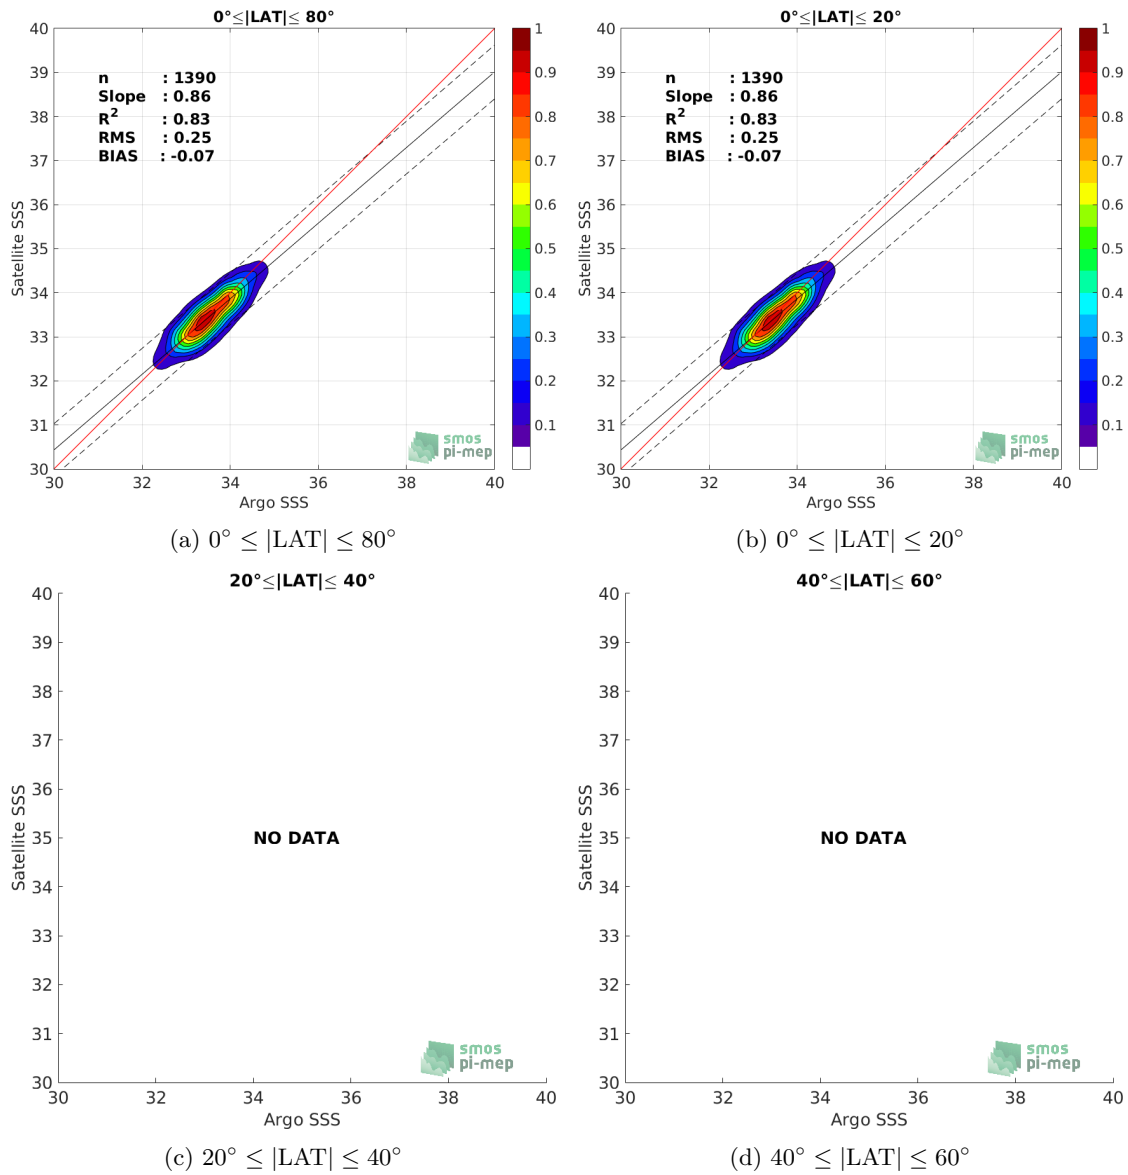 0°≤|LAT|≤ 80°
40
39
38
37
36
35
34
33
32
31
30
Satellite SSS
n : 1390
Slope : 0.86
R² : 0.83
RMS : 0.25
BIAS : -0.07
smos
pi-mep
30 32 34 36 38 40
Argo SSS
1
0.9
0.8
0.7
0.6
0.5
0.4
0.3
0.2
0.1
(a) 0° ≤ |LAT| ≤ 80°
0°≤|LAT|≤ 20°
40
39
38
37
36
35
34
33
32
31
30
Satellite SSS
n : 1390
Slope : 0.86
R² : 0.83
RMS : 0.25
BIAS : -0.07
smos
pi-mep
30 32 34 36 38 40
Argo SSS
1
0.9
0.8
0.7
0.6
0.5
0.4
0.3
0.2
0.1
(b) 0° ≤ |LAT| ≤ 20°
20°≤|LAT|≤ 40°
40
39
38
37
36
35
34
33
32
31
30
Satellite SSS
NO DATA
smos
pi-mep
30 32 34 36 38 40
Argo SSS
(c) 20° ≤ |LAT| ≤ 40°
40°≤|LAT|≤ 60°
40
39
38
37
36
35
34
33
32
31
30
Satellite SSS
NO DATA
smos
pi-mep
30 32 34 36 38 40
Argo SSS
(d) 40° ≤ |LAT| ≤ 60°